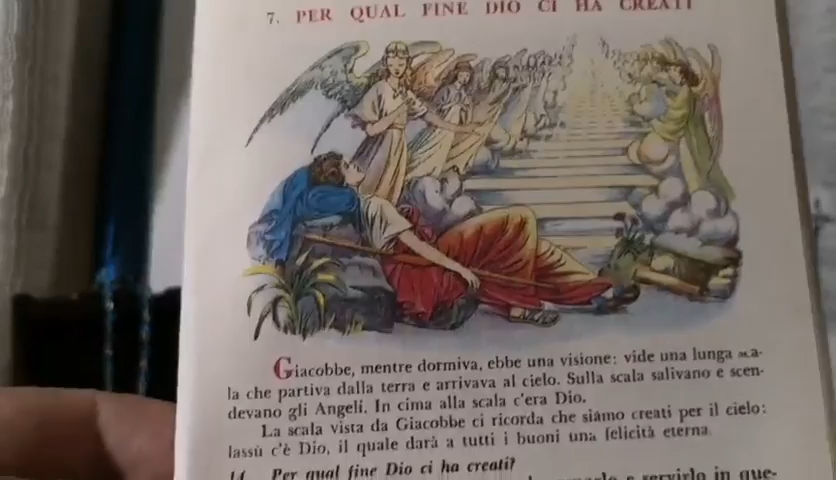 7. PER QUAL FINE DIO CI HA CREATI
Giacobbe, mentre dormiva, ebbe una visione: vide una lunga sca-
la che partiva dalla terra e arrivava al cielo. Sulla scala salivano e scen-
devano gli Angeli. In cima alla scala c'era Dio.
La scala vista da Giacobbe ci ricorda che siamo creati per il cielo:
lassù c'è Dio, il quale darà a tutti i buoni una felicità eterna.
Per qual fine Dio ci ha creati?
e servirlo in que-